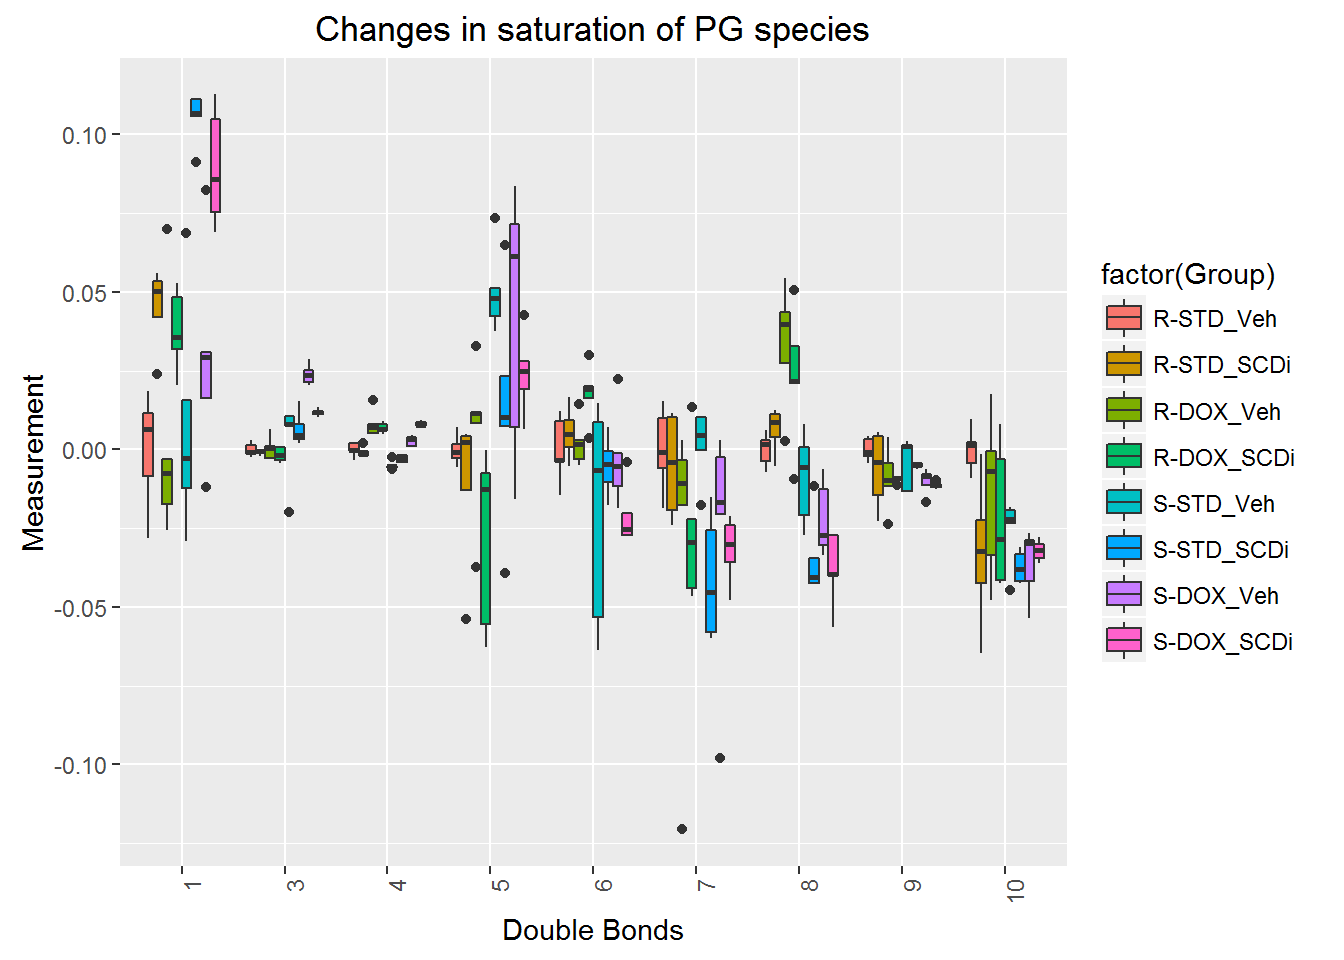 Changes in saturation of PG species
Measurement
0.10
0.05
0.00
-0.05
-0.10
1
3
4
5
6
7
8
9
10
Double Bonds
factor(Group)
R-STD_Veh
R-STD_SCDi
R-DOX_Veh
R-DOX_SCDi
S-STD_Veh
S-STD_SCDi
S-DOX_Veh
S-DOX_SCDi